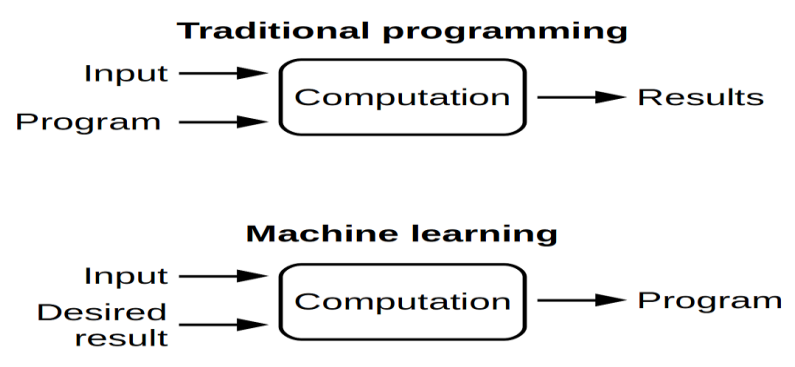 Traditional programming
Input
Program
Computation
Results
Machine learning
Input
Desired
result
Computation
Program